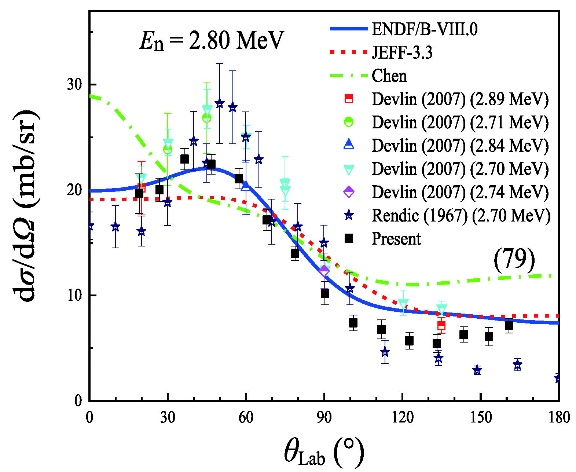 E_n = 2.80 MeV
ENDF/B-VIII.0
JEFF-3.3
Chen
Devlin (2007) (2.89 MeV)
Devlin (2007) (2.71 MeV)
Devlin (2007) (2.84 MeV)
Devlin (2007) (2.70 MeV)
Devlin (2007) (2.74 MeV)
Rendic (1967) (2.70 MeV)
Present
(79)
dσ/dΩ (mb/sr)
30
20
10
0
0 30 60 90 120 150 180
θ_Lab (°)